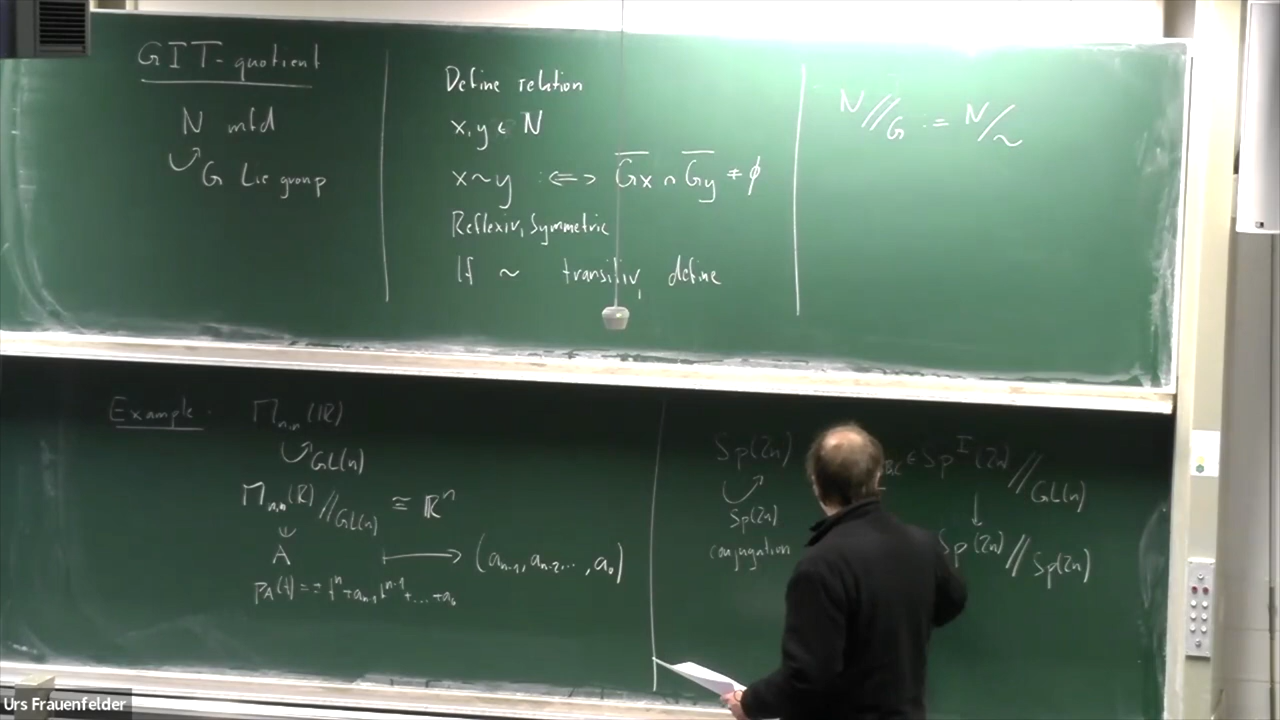 GIT-quotient
N mfd
G Lie group
Define relation
x, y ∈ N
x ~ y :⇔ \overline{Gx} ∩ \overline{Gy} ≠ ∅
Reflexiv, Symmetric
If ~ transitiv, define
N//G := N/~
Example.
M_{n,n}(ℝ)
GL(n)
M_{n,n}(ℝ)//GL(n) ≅ ℝ^n
A ↦ (a_{n-1}, a_{n-2}, ..., a_0)
p_A(t) = t^n + a_{n-1} t^{n-1} + ... + a_0
Sp(2n)
Sp(2n)
conjugation
∈ Sp^I(2n)//GL(n)
↓
Sp(2n)//Sp(2n)
Urs Frauenfelder